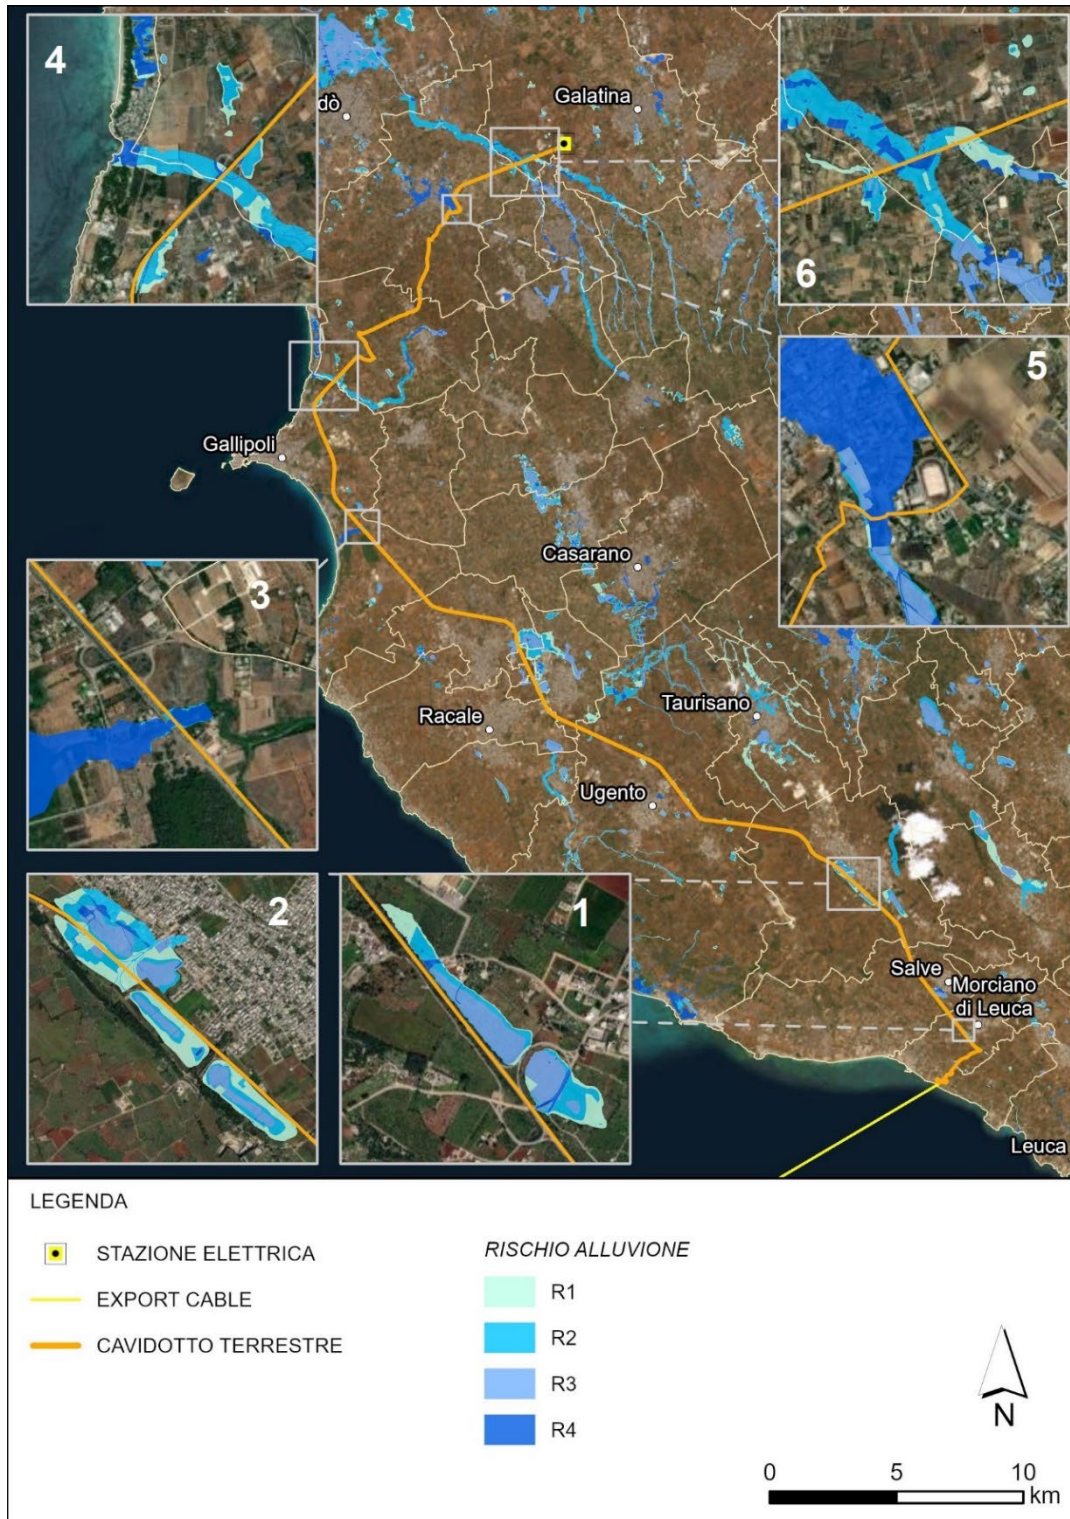 4
dò
Galatina
6
5
Gallipoli
Casarano
3
Racale
Taurisano
Ugento
2
1
Salve
Morciano
di Leuca
Leuca
LEGENDA
STAZIONE ELETTRICA
EXPORT CABLE
CAVIDOTTO TERRESTRE
RISCHIO ALLUVIONE
R1
R2
R3
R4
N
0 5 10
km